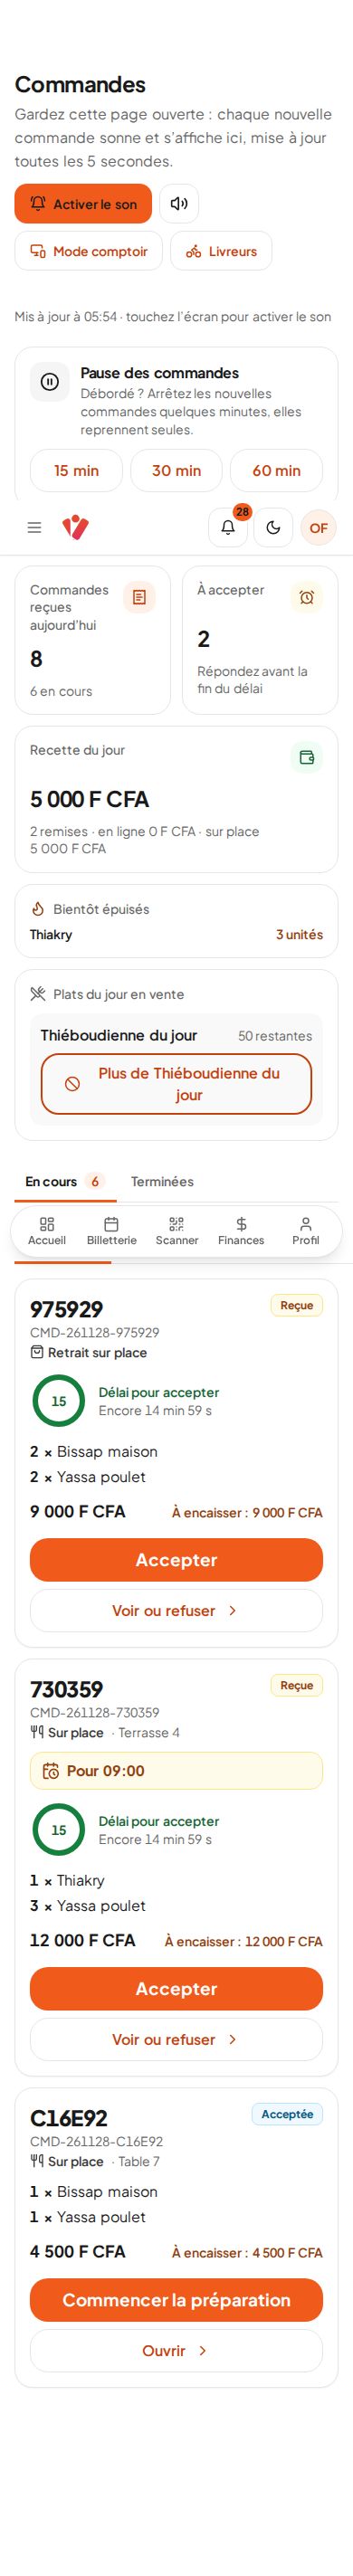 Commandes
Gardez cette page ouverte : chaque nouvelle
commande sonne et s'affiche ici, mise à jour
toutes les 5 secondes.
Activer le son
Mode comptoir
Livreurs
Mis à jour à 05:54 · touchez l'écran pour activer le son
Pause des commandes
Débordé ? Arrêtez les nouvelles
commandes quelques minutes, elles
reprennent seules.
15 min
30 min
60 min
28
OF
Commandes
reçues
aujourd'hui
8
6 en cours
À accepter
2
Répondez avant la
fin du délai
Recette du jour
5 000 F CFA
2 remises · en ligne 0 F CFA · sur place
5 000 F CFA
Bientôt épuisés
Thiakry
3 unités
Plats du jour en vente
Thiéboudienne du jour
50 restantes
Plus de Thiéboudienne du
jour
En cours 6
Terminées
Accueil
Billetterie
Scanner
Finances
Profil
975929
Reçue
CMD-261128-975929
Retrait sur place
15
Délai pour accepter
Encore 14 min 59 s
2 × Bissap maison
2 × Yassa poulet
9 000 F CFA
À encaisser : 9 000 F CFA
Accepter
Voir ou refuser
730359
Reçue
CMD-261128-730359
Sur place · Terrasse 4
Pour 09:00
15
Délai pour accepter
Encore 14 min 59 s
1 × Thiakry
3 × Yassa poulet
12 000 F CFA
À encaisser : 12 000 F CFA
Accepter
Voir ou refuser
C16E92
Acceptée
CMD-261128-C16E92
Sur place · Table 7
1 × Bissap maison
1 × Yassa poulet
4 500 F CFA
À encaisser : 4 500 F CFA
Commencer la préparation
Ouvrir